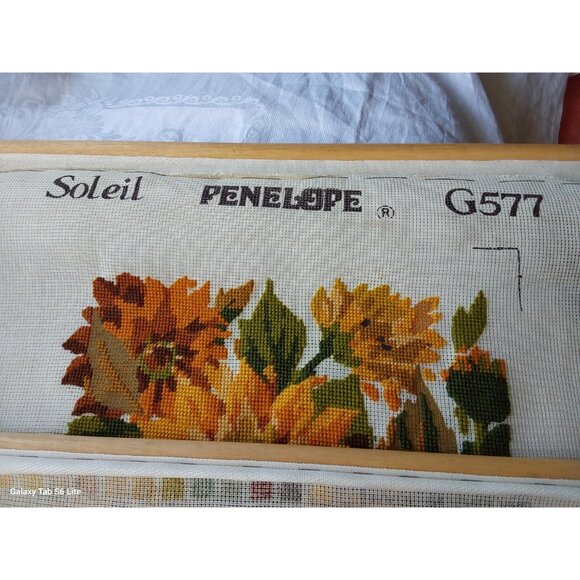 Soleil PENELOPE ® G577
Galaxy Tab S6 Lite